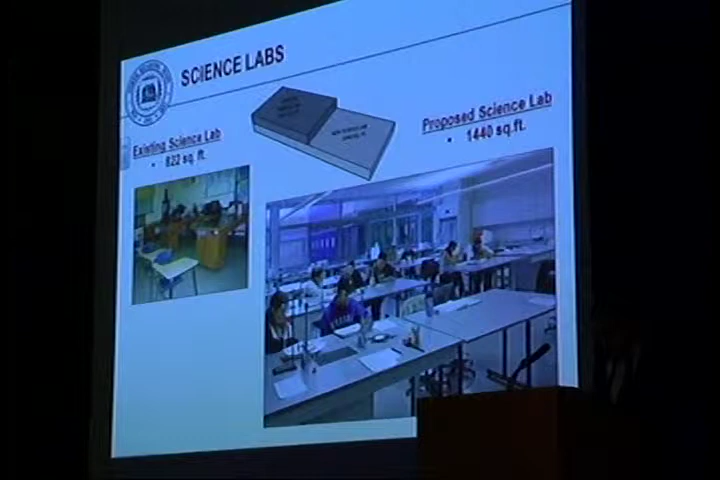 SCIENCE LABS
Existing Science Lab
• 822 sq. ft.
Proposed Science Lab
• 1440 sq.ft.